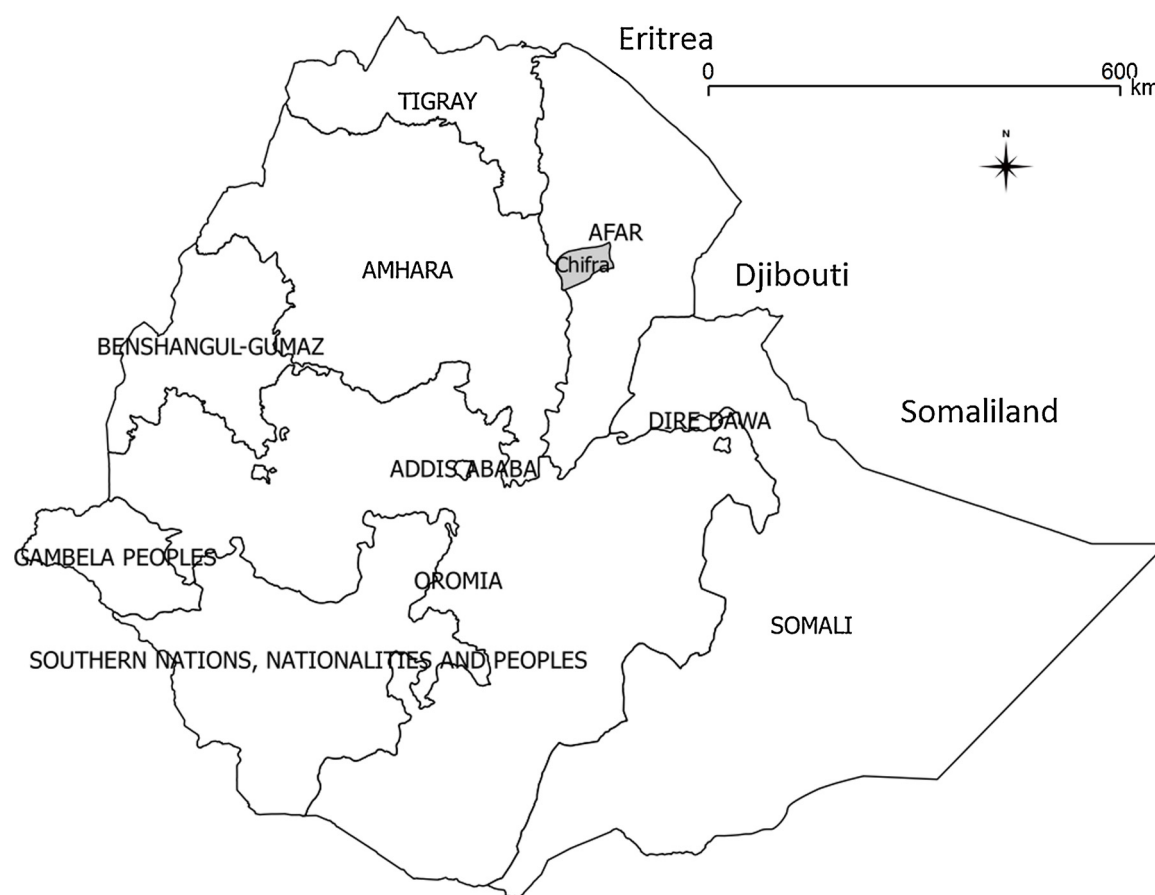 Eritrea
0 600
km
TIGRAY
N
AFAR
Chifra
AMHARA
Djibouti
BENSHANGUL-GUMAZ
Somaliland
DIRE DAWA
ADDIS ABABA
GAMBELA PEOPLES
OROMIA
SOMALI
SOUTHERN NATIONS, NATIONALITIES AND PEOPLES